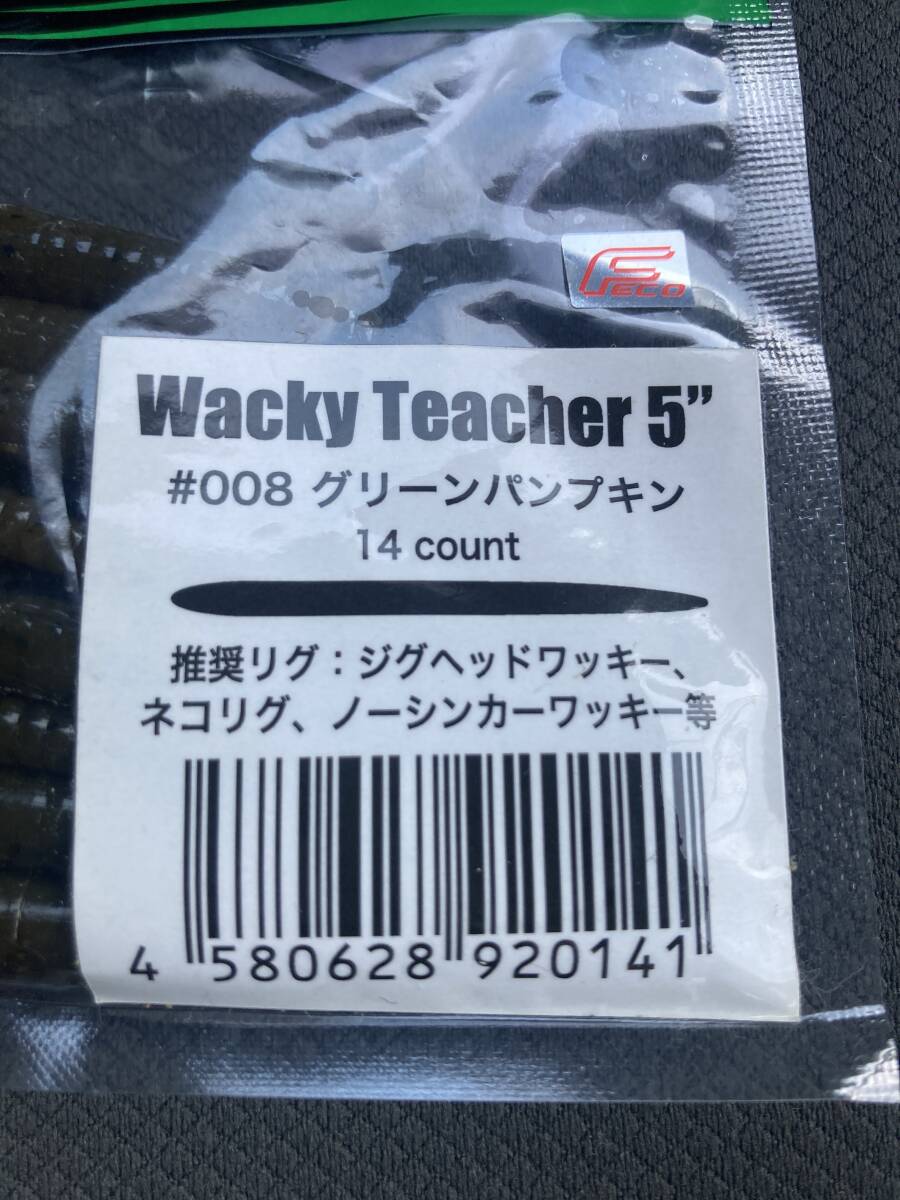 FECO
Wacky Teacher 5”
#008 グリーンパンプキン
14 count
推奨リグ：ジグヘッドワッキー、
ネコリグ、ノーシンカーワッキー等
4 580628 920141